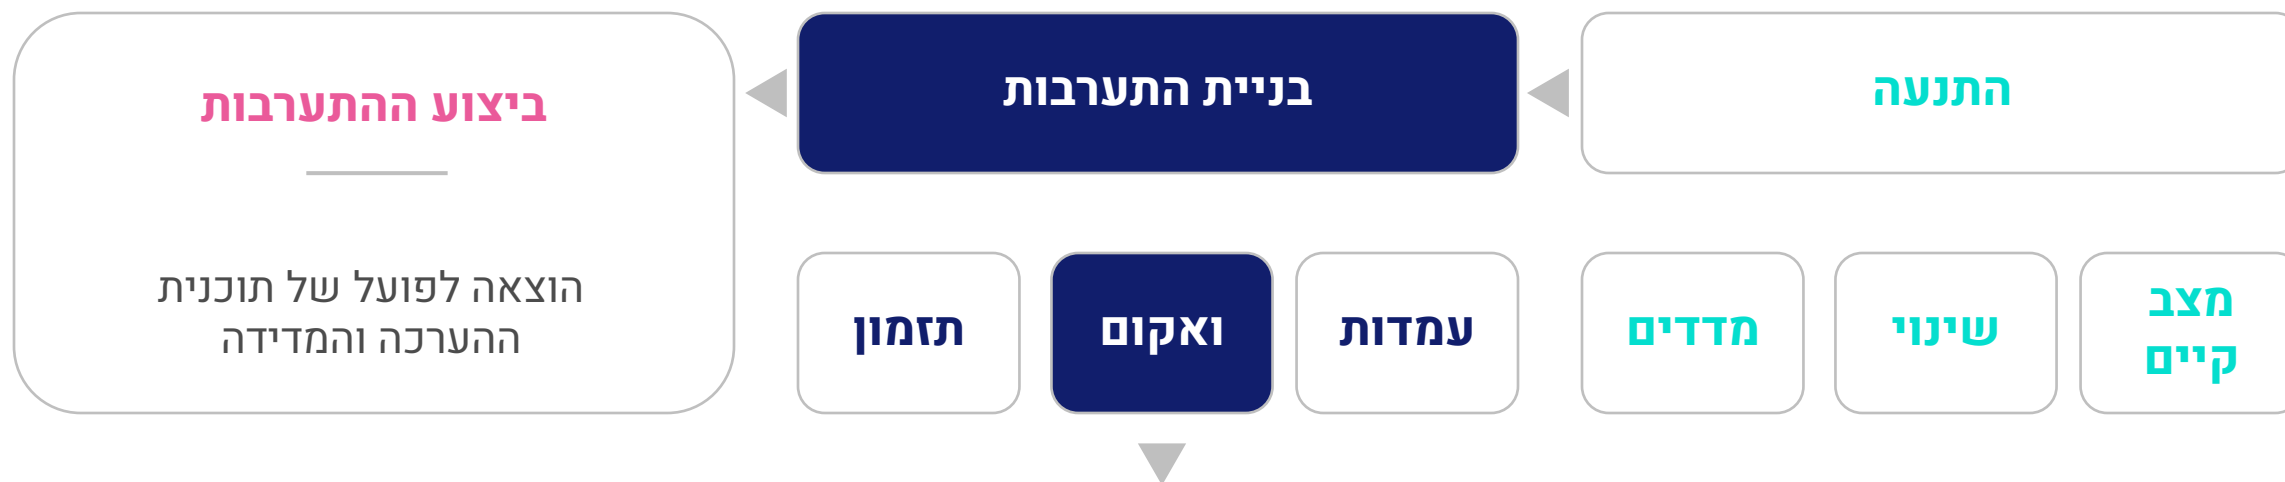 התנעה
בניית התערבות
ביצוע ההתערבות
מצב
קיים
שינוי
מדדים
עמדות
ואקום
תזמון
הוצאה לפועל של תוכנית
ההערכה והמדידה